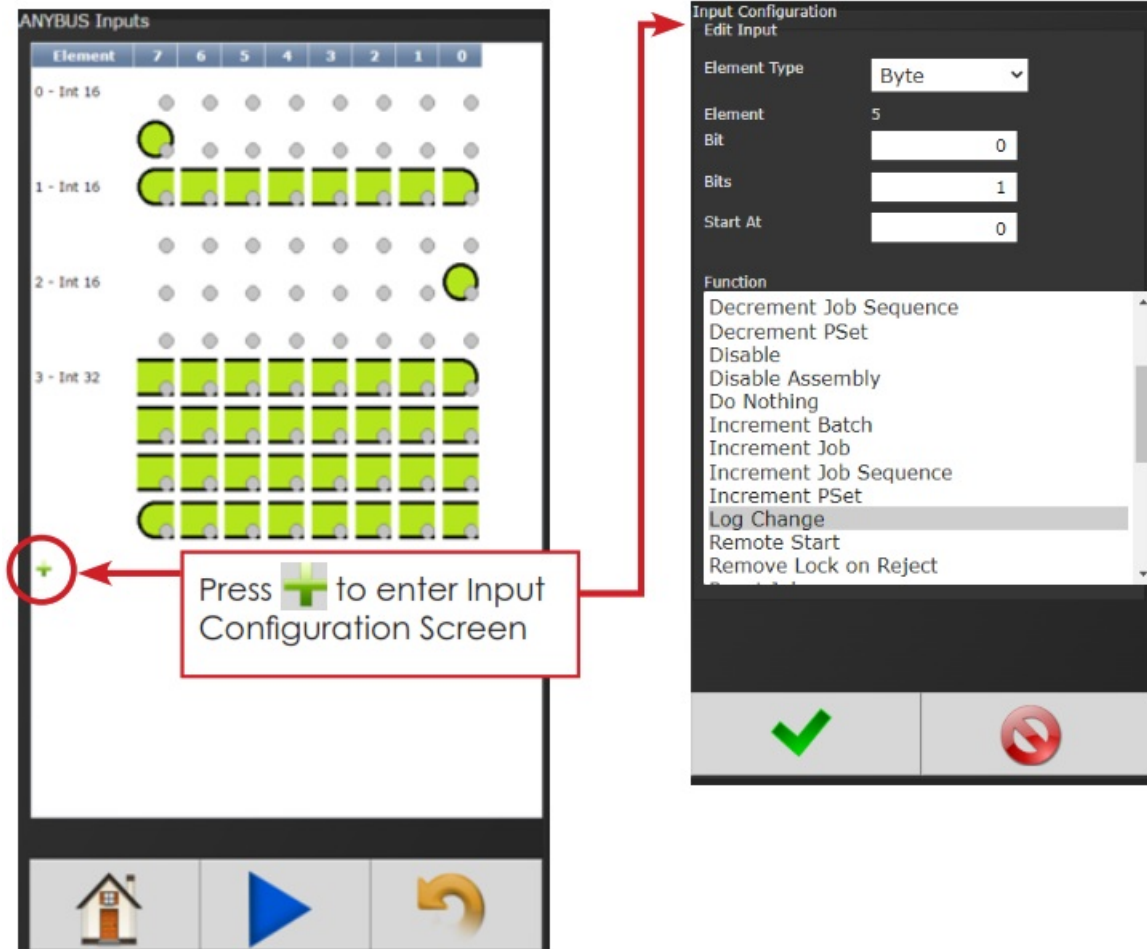 ANYBUS Inputs
Element 7 6 5 4 3 2 1 0
0 - Int 16
1 - Int 16
2 - Int 16
3 - Int 32
Press to enter Input
Configuration Screen
Input Configuration
Edit Input
Element Type Byte
Element 5
Bit 0
Bits 1
Start At 0
Function
Decrement Job Sequence
Decrement PSet
Disable
Disable Assembly
Do Nothing
Increment Batch
Increment Job
Increment Job Sequence
Increment PSet
Log Change
Remote Start
Remove Lock on Reject